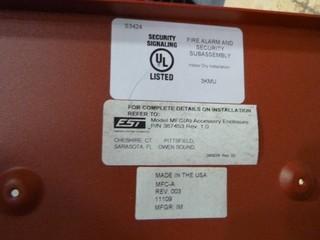 S3424
SECURITY
SIGNALING
UL
LISTED
FIRE ALARM AND
SECURITY
SUBASSEMBLY
Indoor Dry Installation
3KMU
FOR COMPLETE DETAILS ON INSTALLATION
REFER TO:
EST
Model MFC(A) Accessory Enclosure
P/N 387453 Rev. 1.0
CHESHIRE, CT. PITTSFIELD,
SARASOTA, FL OWEN SOUND,
MADE IN THE USA
MFC-A
REV. 003
11109
MFGR: IM